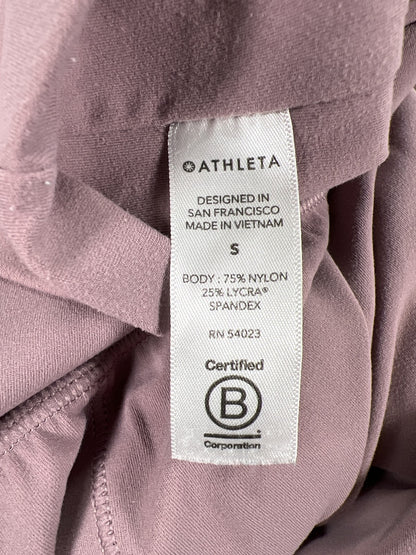 ATHLETA
DESIGNED IN
SAN FRANCISCO
MADE IN VIETNAM
S
BODY : 75% NYLON
25% LYCRA®
SPANDEX
RN 54023
Certified
B
Corporation